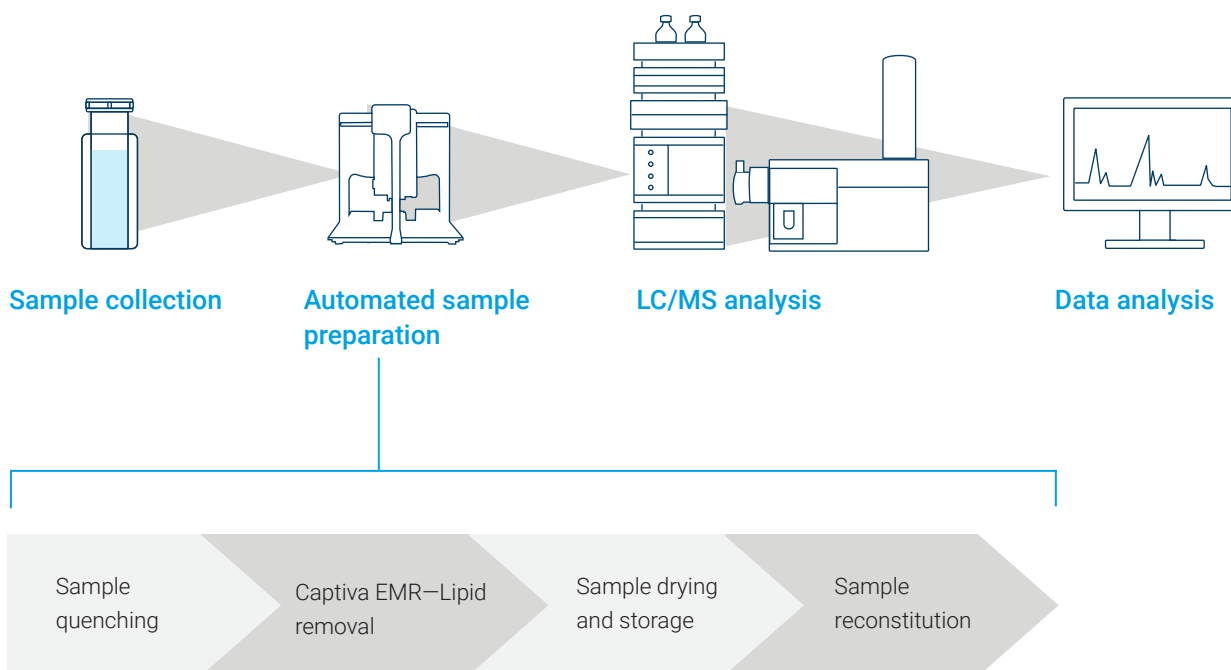 Sample collection
Automated sample
preparation
LC/MS analysis
Data analysis
Sample
quenching
Captiva EMR—Lipid
removal
Sample drying
and storage
Sample
reconstitution